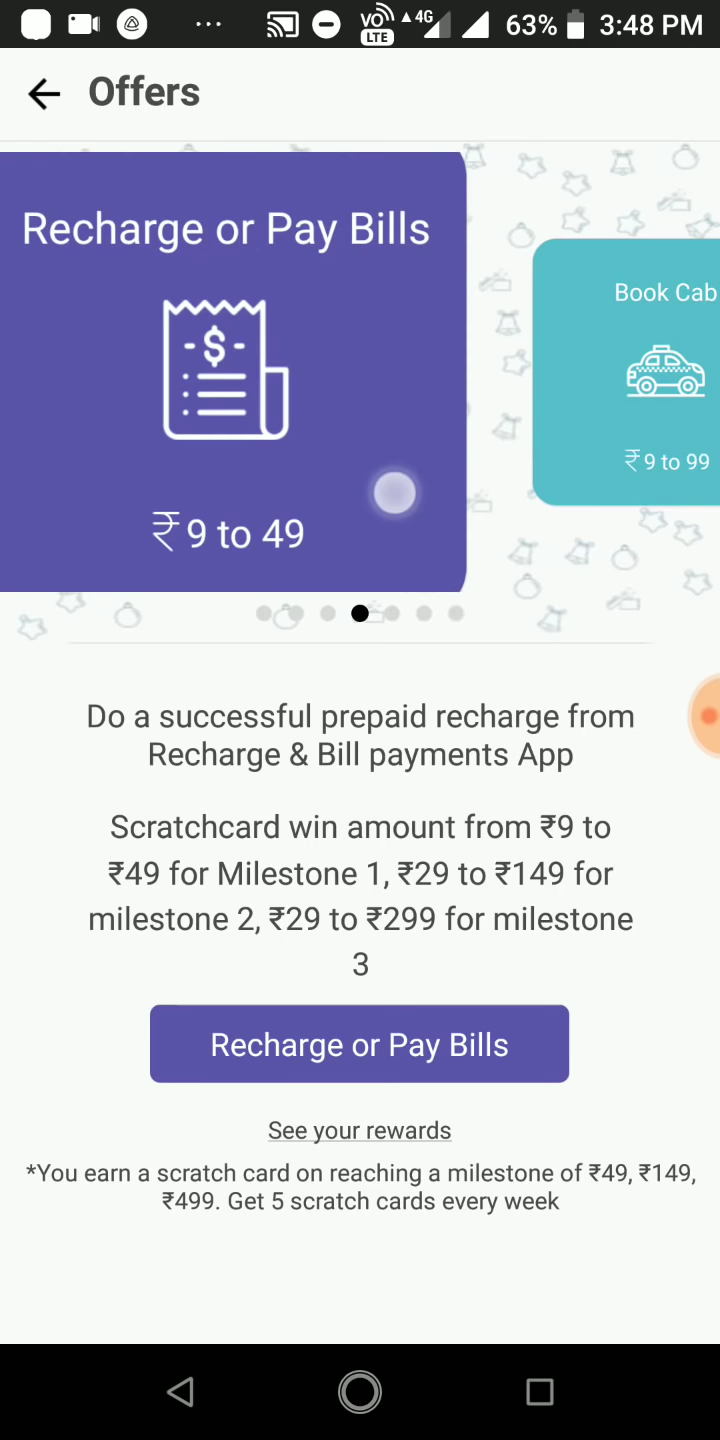 VO LTE 4G 63% 3:48 PM
Offers
Recharge or Pay Bills
$
₹ 9 to 49
Book Cab
₹ 9 to 99
Do a successful prepaid recharge from
Recharge & Bill payments App
Scratchcard win amount from ₹9 to
₹49 for Milestone 1, ₹29 to ₹149 for
milestone 2, ₹29 to ₹299 for milestone
3
Recharge or Pay Bills
See your rewards
*You earn a scratch card on reaching a milestone of ₹49, ₹149,
₹499. Get 5 scratch cards every week